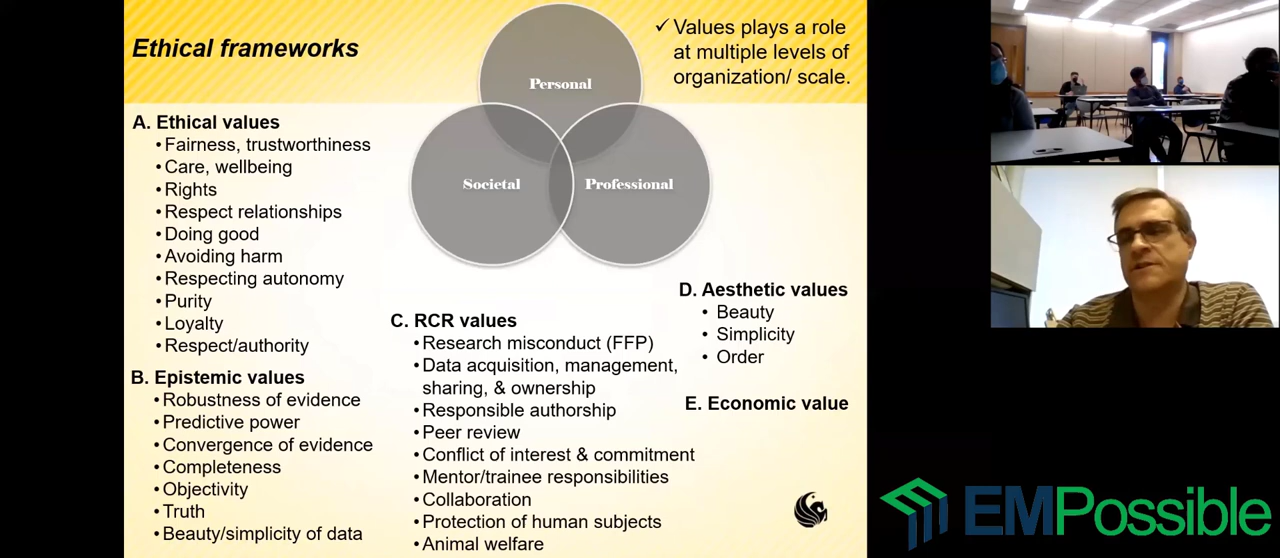 Ethical frameworks
Personal
Societal
Professional
✓ Values plays a role
at multiple levels of
organization/ scale.
A. Ethical values
• Fairness, trustworthiness
• Care, wellbeing
• Rights
• Respect relationships
• Doing good
• Avoiding harm
• Respecting autonomy
• Purity
• Loyalty
• Respect/authority
B. Epistemic values
• Robustness of evidence
• Predictive power
• Convergence of evidence
• Completeness
• Objectivity
• Truth
• Beauty/simplicity of data
C. RCR values
• Research misconduct (FFP)
• Data acquisition, management,
sharing, & ownership
• Responsible authorship
• Peer review
• Conflict of interest & commitment
• Mentor/trainee responsibilities
• Collaboration
• Protection of human subjects
• Animal welfare
D. Aesthetic values
• Beauty
• Simplicity
• Order
E. Economic value
EMPossible